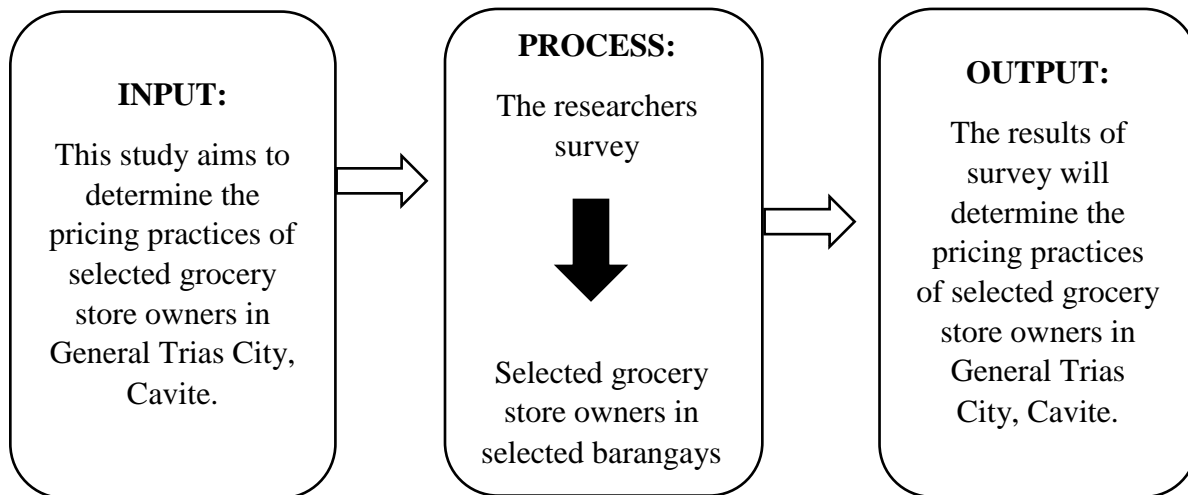 INPUT:
This study aims to
determine the
pricing practices of
selected grocery
store owners in
General Trias City,
Cavite.
PROCESS:
The researchers
survey
Selected grocery
store owners in
selected barangays
OUTPUT:
The results of
survey will
determine the
pricing practices
of selected grocery
store owners in
General Trias
City, Cavite.